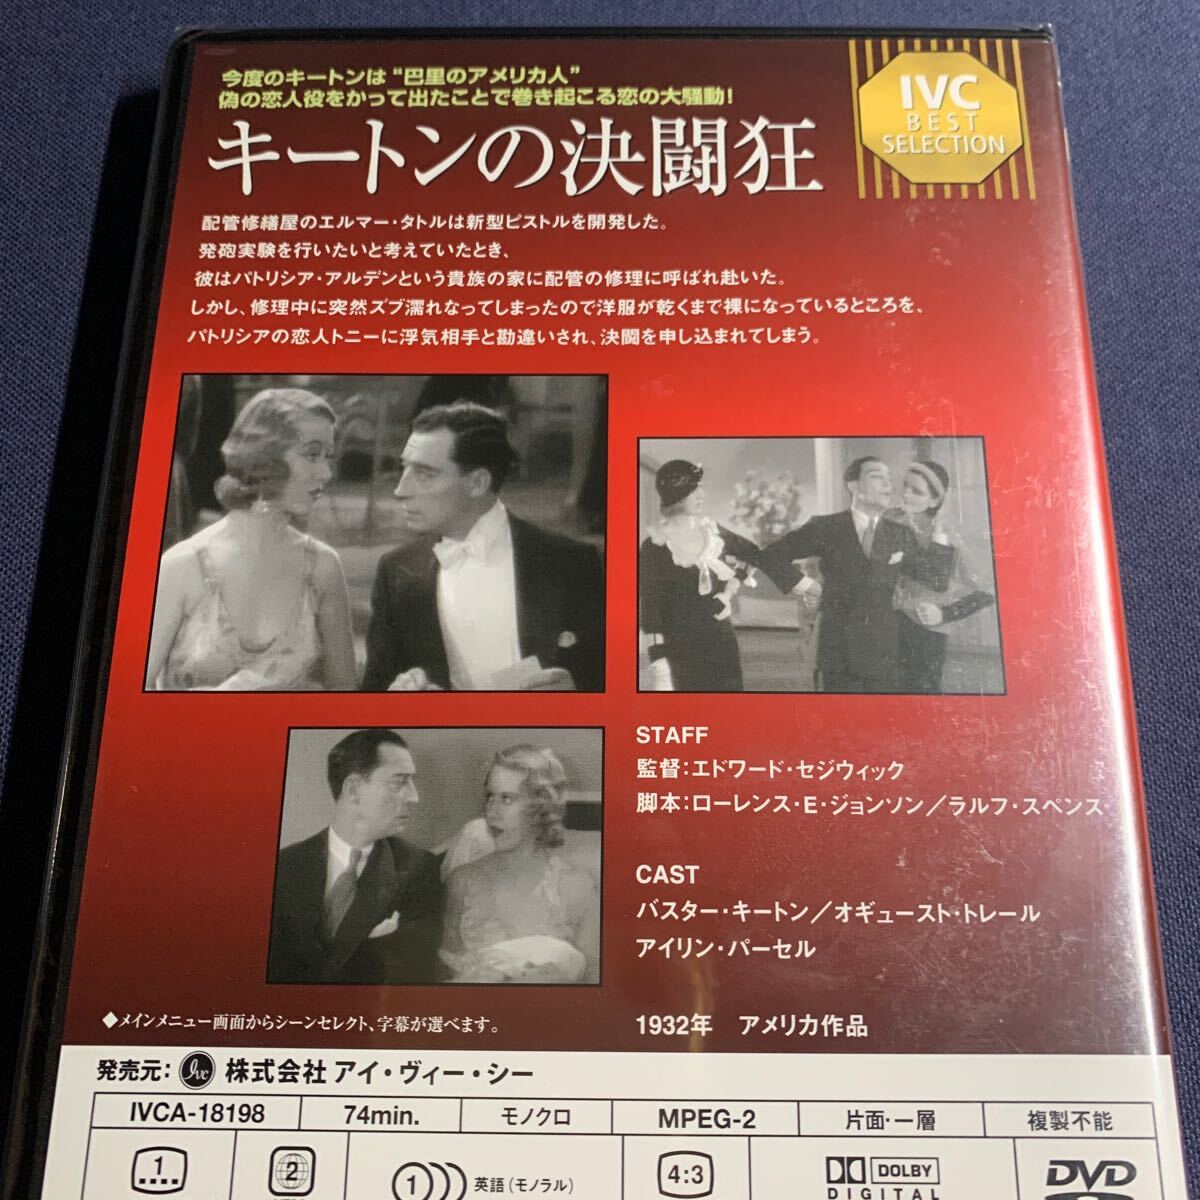 今度のキートンは“巴里のアメリカ人”
偽の恋人役をかって出たことで巻き起こる恋の大騒動!
キートンの決闘狂
IVC
BEST
SELECTION
配管修繕屋のエルマー・タトルは新型ピストルを開発した。
発砲実験を行いたいと考えていたとき、
彼はパトリシア・アルデンという貴族の家に配管の修理に呼ばれ赴いた。
しかし、修理中に突然ズブ濡れなってしまったので洋服が乾くまで裸になっているところを、
パトリシアの恋人トニーに浮気相手と勘違いされ、決闘を申し込まれてしまう。
STAFF
監督:エドワード・セジウィック
脚本:ローレンス・E・ジョンソン/ラルフ・スペンス
CAST
バスター・キートン/オギュースト・トレール
アイリン・パーセル
1932年 アメリカ作品
◆メインメニュー画面からシーンセレクト、字幕が選べます。
発売元: Ivc 株式会社 アイ・ヴィー・シー
IVCA-18198 74min. モノクロ MPEG-2 片面・一層 複製不能
1 2 1 英語(モノラル) 4:3 DOLBY
DIGITAL
DVD